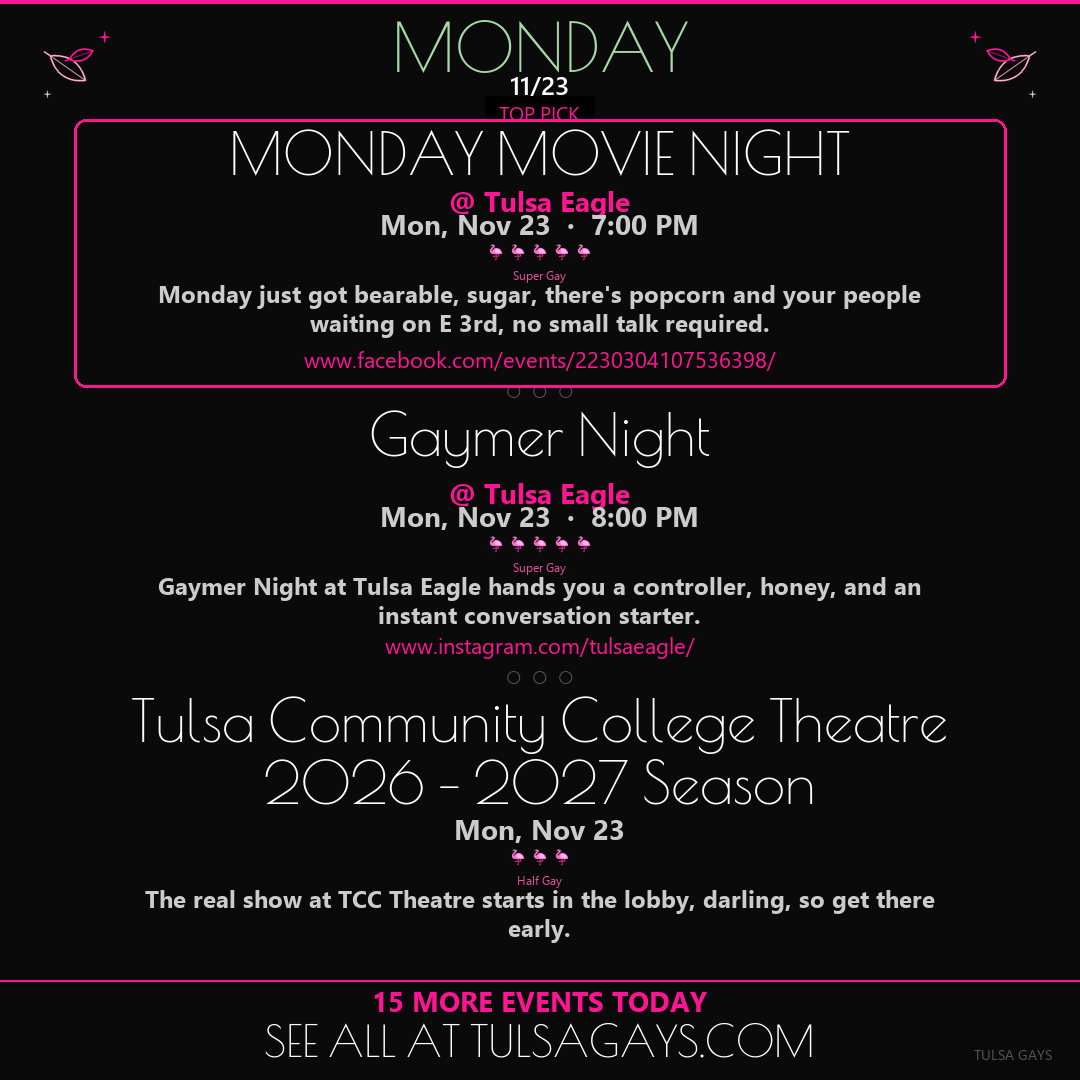 MONDAY
11/23
TOP PICK
MONDAY MOVIE NIGHT
@ Tulsa Eagle
Mon, Nov 23 · 7:00 PM
Super Gay
Monday just got bearable, sugar, there's popcorn and your people
waiting on E 3rd, no small talk required.
www.facebook.com/events/2230304107536398/
Gaymer Night
@ Tulsa Eagle
Mon, Nov 23 · 8:00 PM
Super Gay
Gaymer Night at Tulsa Eagle hands you a controller, honey, and an
instant conversation starter.
www.instagram.com/tulsaeagle/
Tulsa Community College Theatre
2026 – 2027 Season
Mon, Nov 23
Half Gay
The real show at TCC Theatre starts in the lobby, darling, so get there
early.
15 MORE EVENTS TODAY
SEE ALL AT TULSAGAYS.COM
TULSA GAYS